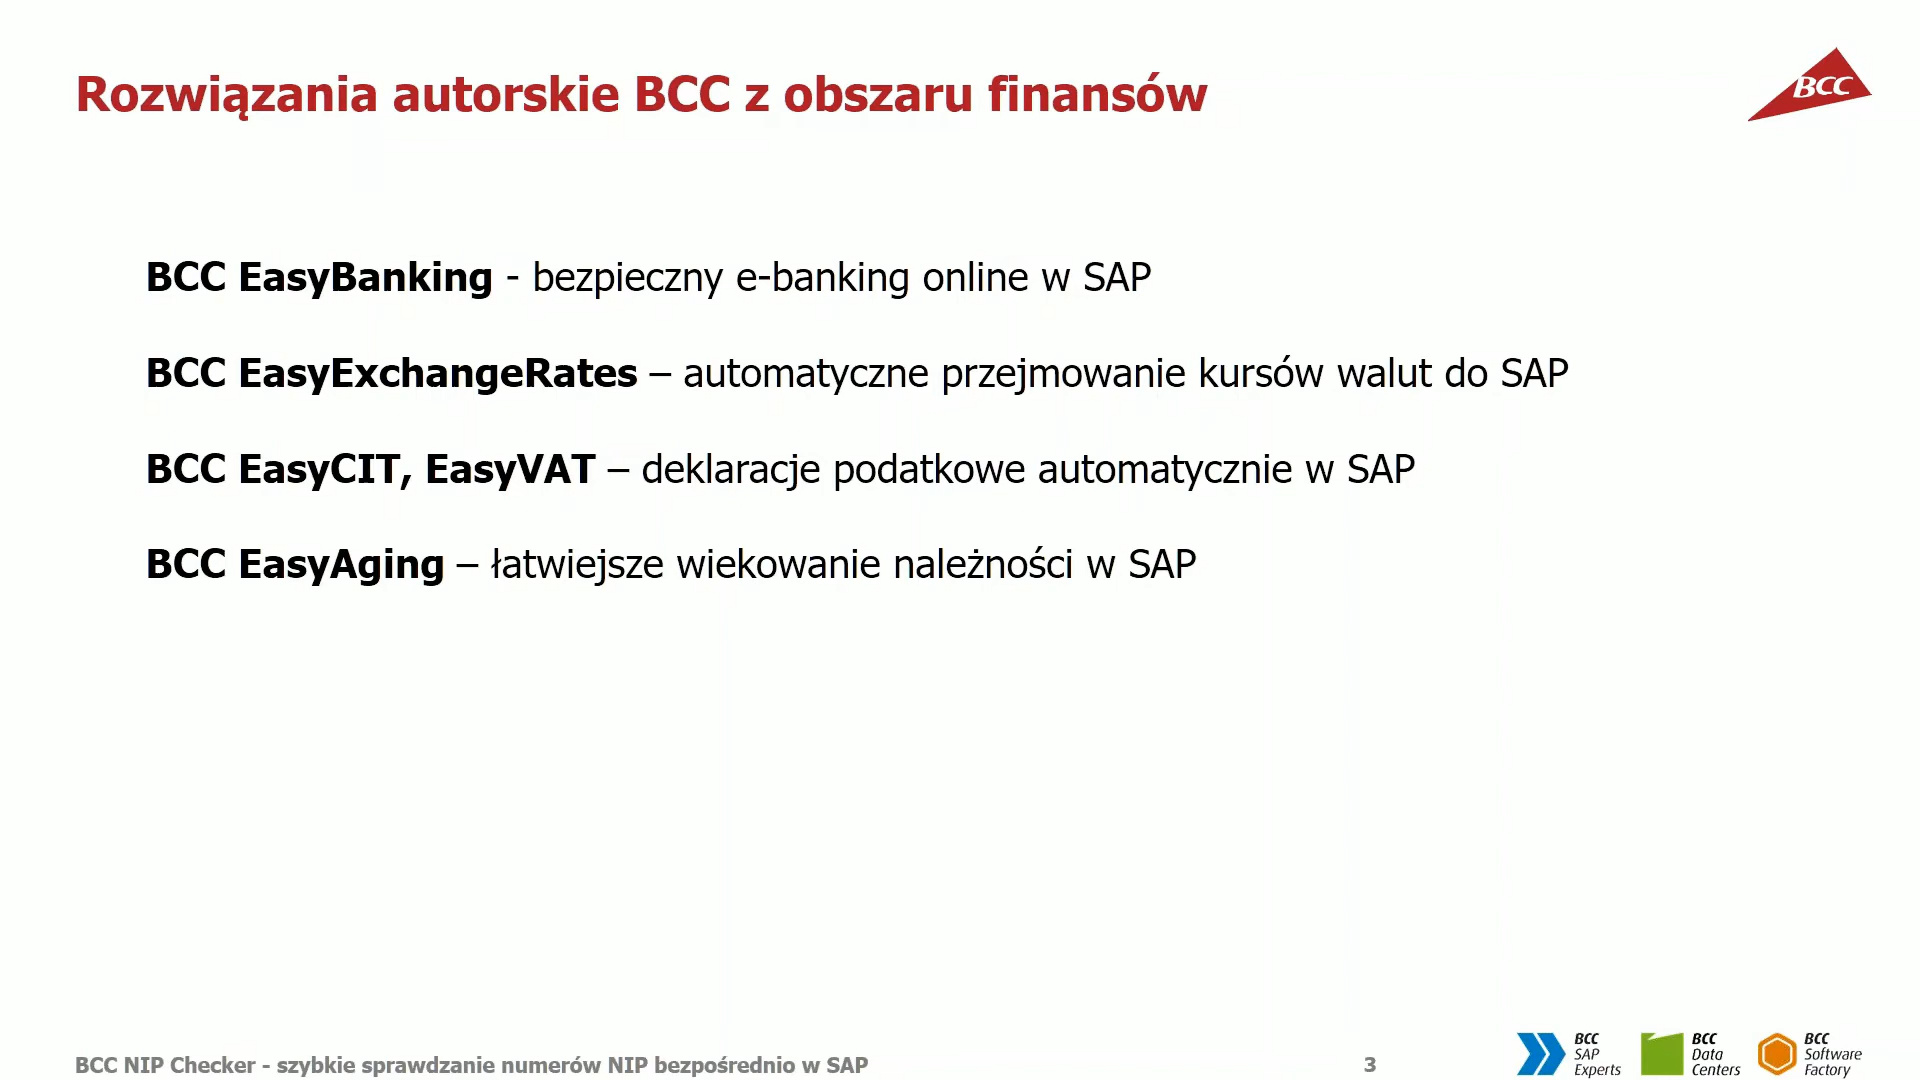 Rozwiązania autorskie BCC z obszaru finansów
BCC
BCC EasyBanking - bezpieczny e-banking online w SAP
BCC EasyExchangeRates – automatyczne przejmowanie kursów walut do SAP
BCC EasyCIT, EasyVAT – deklaracje podatkowe automatycznie w SAP
BCC EasyAging – łatwiejsze wiekowanie należności w SAP
BCC NIP Checker - szybkie sprawdzanie numerów NIP bezpośrednio w SAP
3
BCC
SAP
Experts
BCC
Data
Centers
BCC
Software
Factory